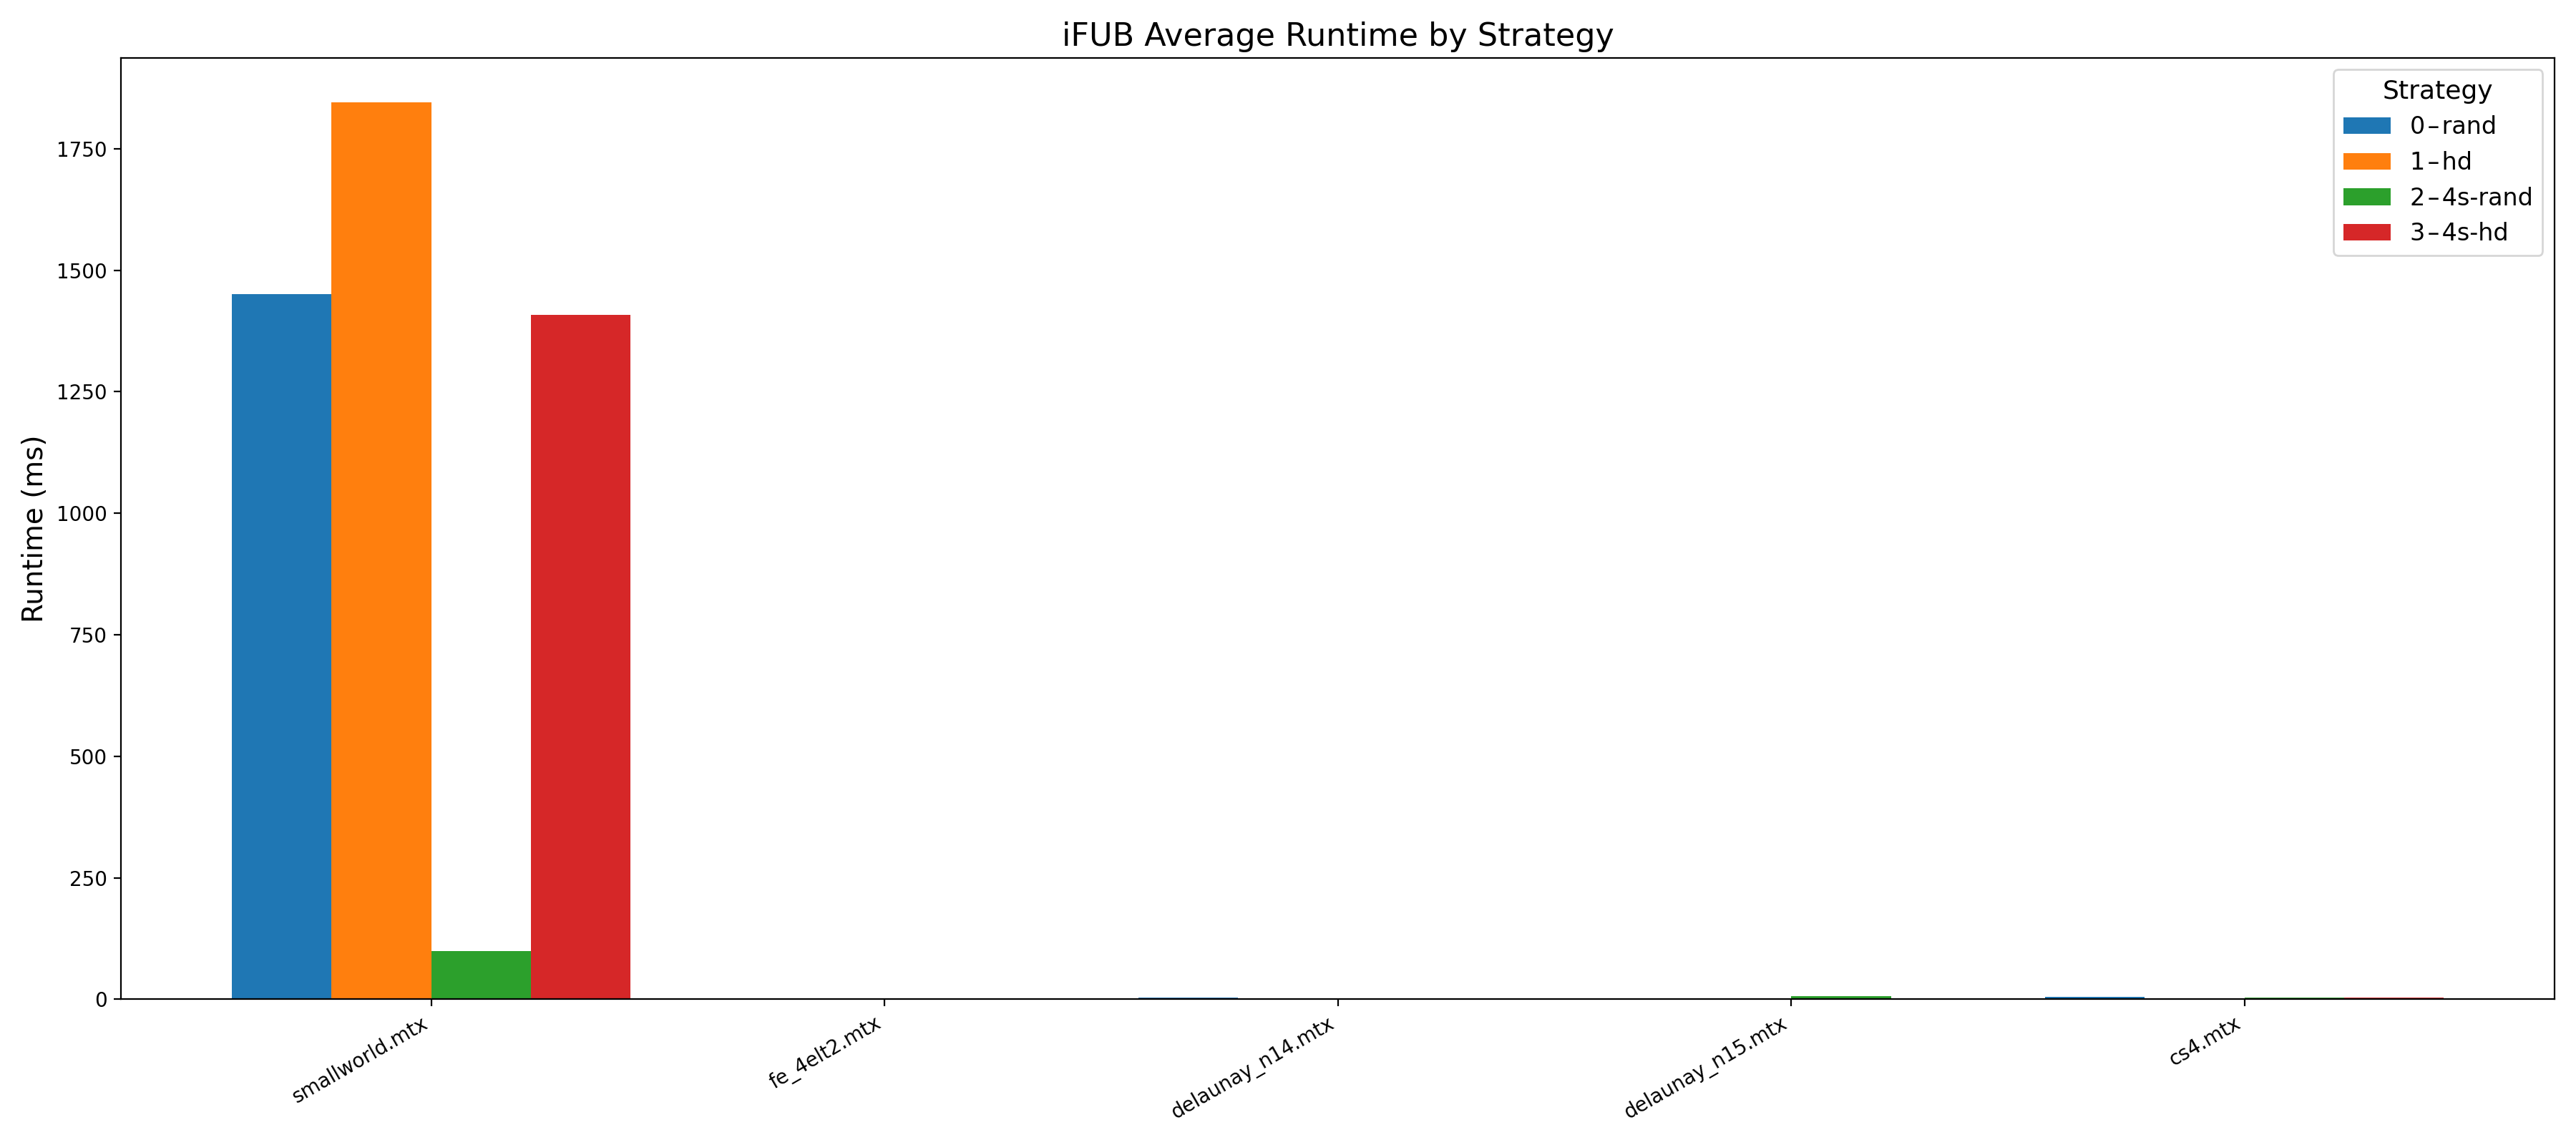 iFUB Average Runtime by Strategy
Strategy
0–rand
1–hd
2–4s-rand
3–4s-hd
Runtime (ms)
1750
1500
1250
1000
750
500
250
0
smallworld.mtx
fe_4elt2.mtx
delaunay_n14.mtx
delaunay_n15.mtx
cs4.mtx